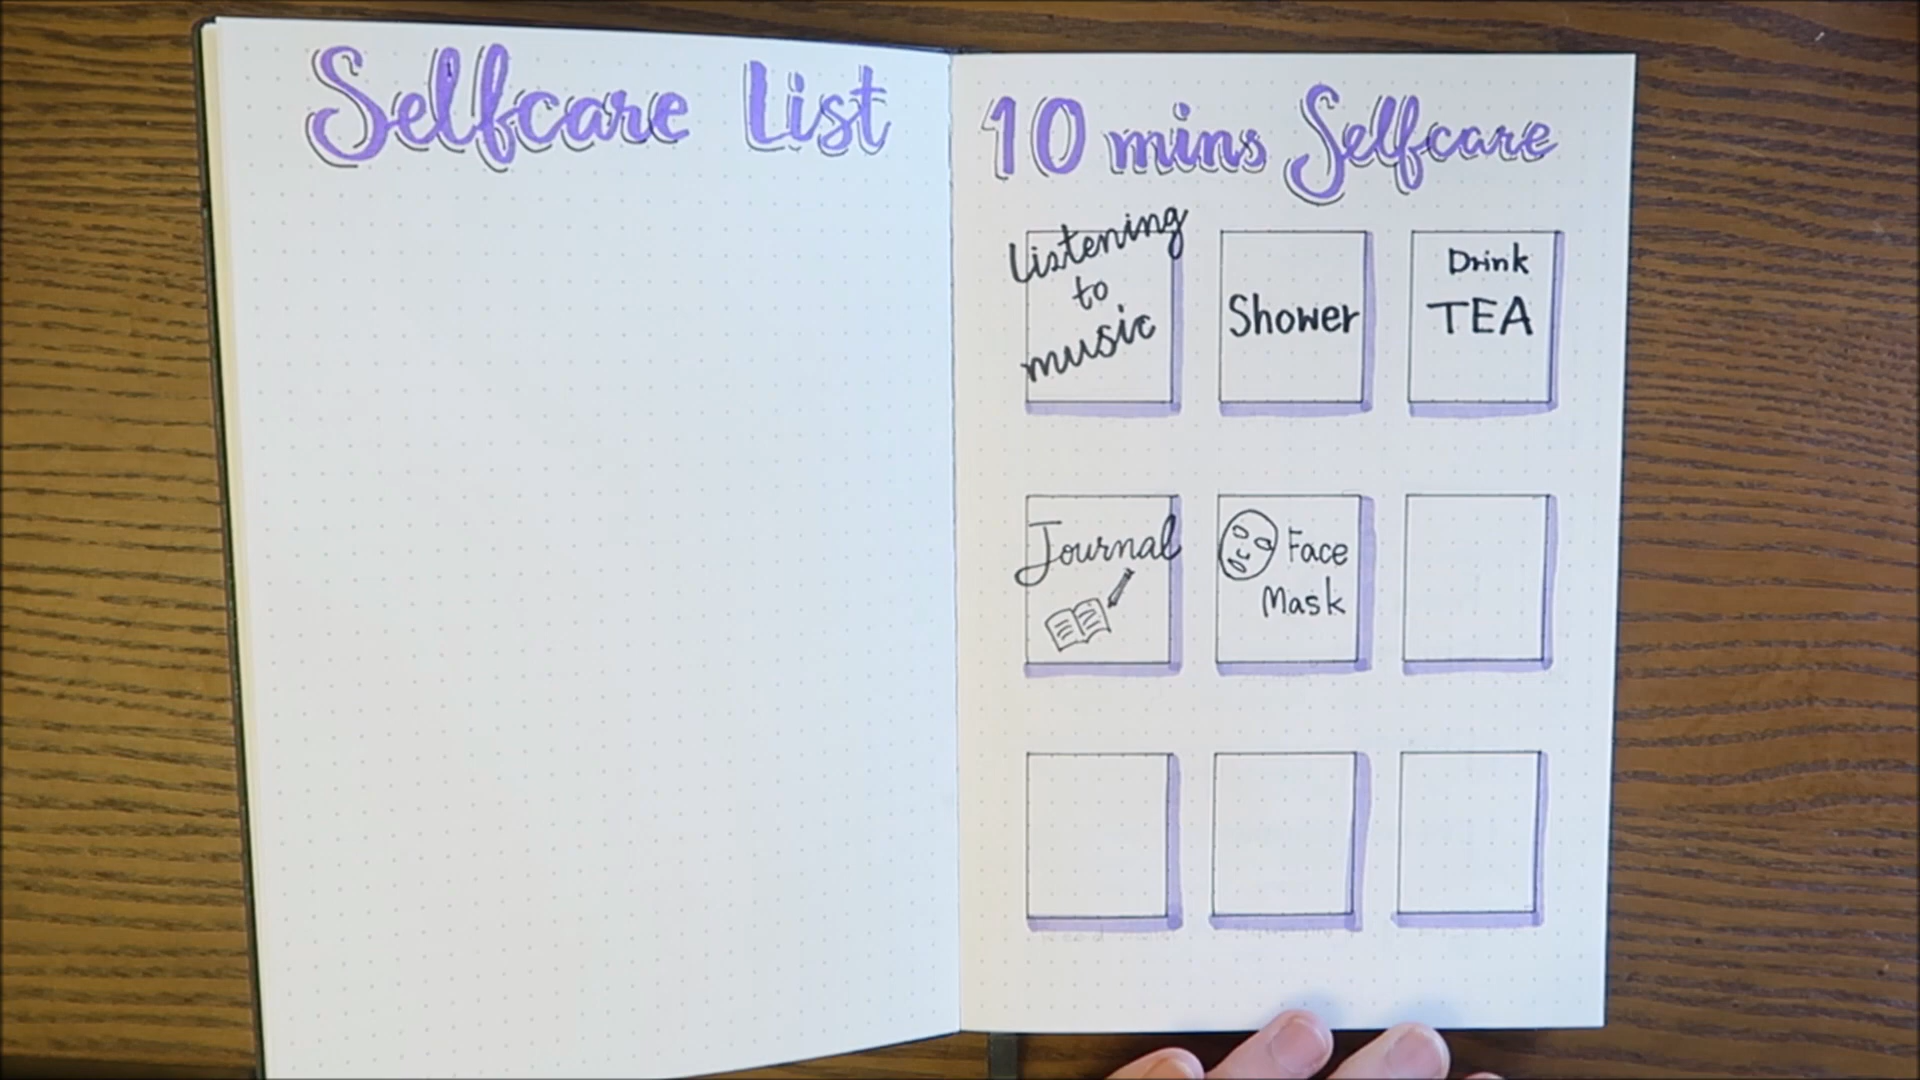 Selfcare List
10 mins Selfcare
Listening
to
music
Shower
Drink
TEA
Journal
Face
Mask